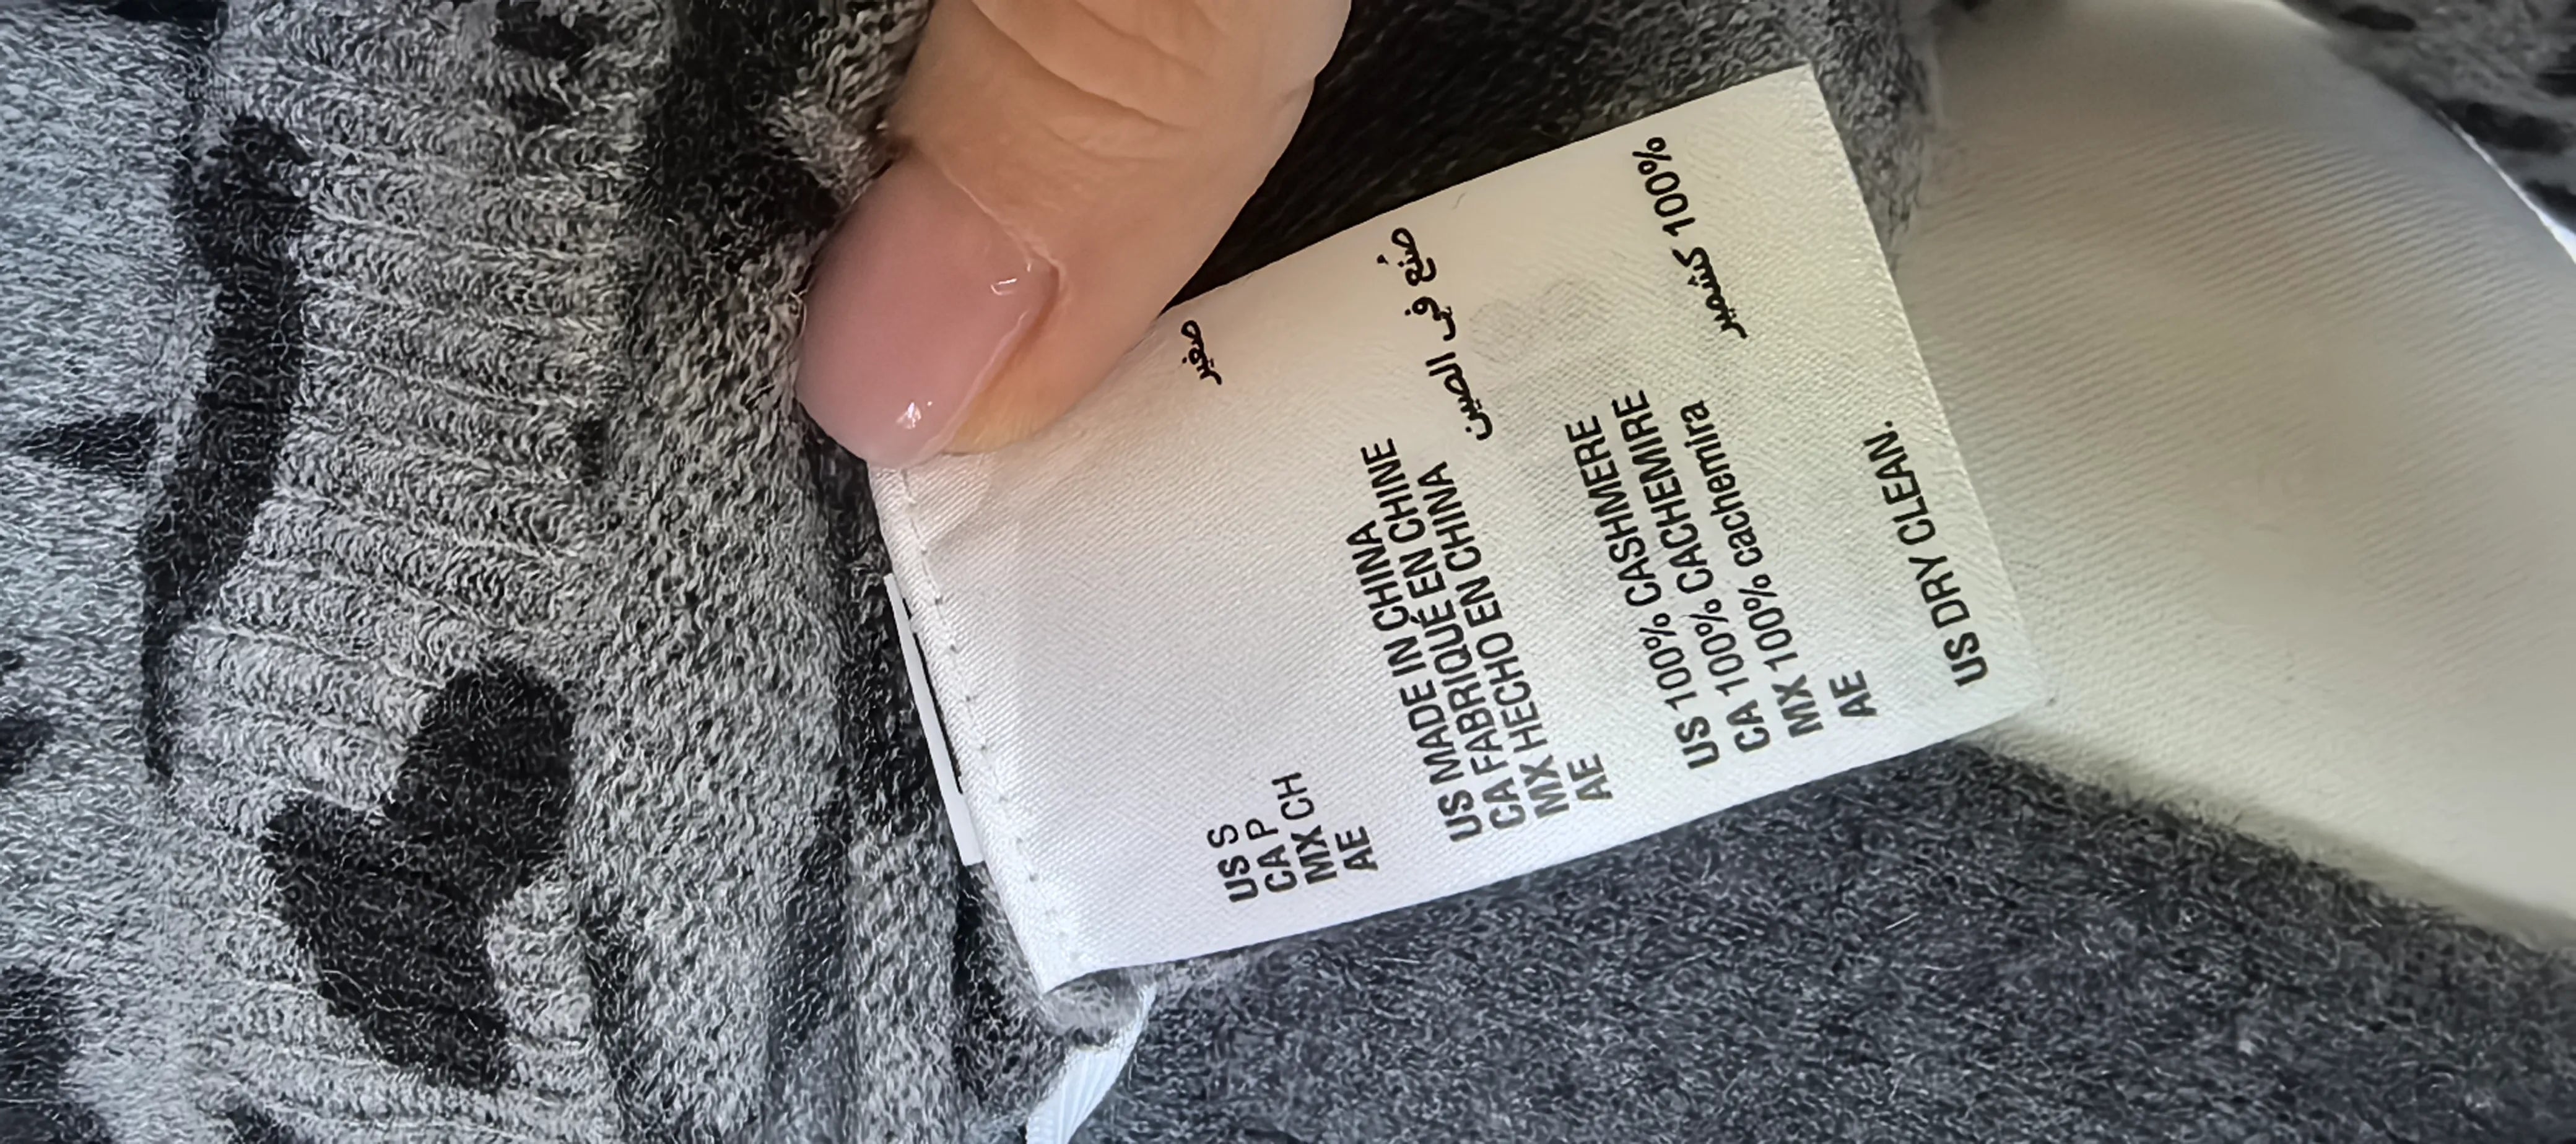 US S
CA P
MX CH
AE صغير
US MADE IN CHINA
CA FABRIQUÉ EN CHINE
MX HECHO EN CHINA
AE صُنع في الصين
US 100% CASHMERE
CA 100% CACHEMIRE
MX 100% cachemira
AE كشمير 100%
US DRY CLEAN.